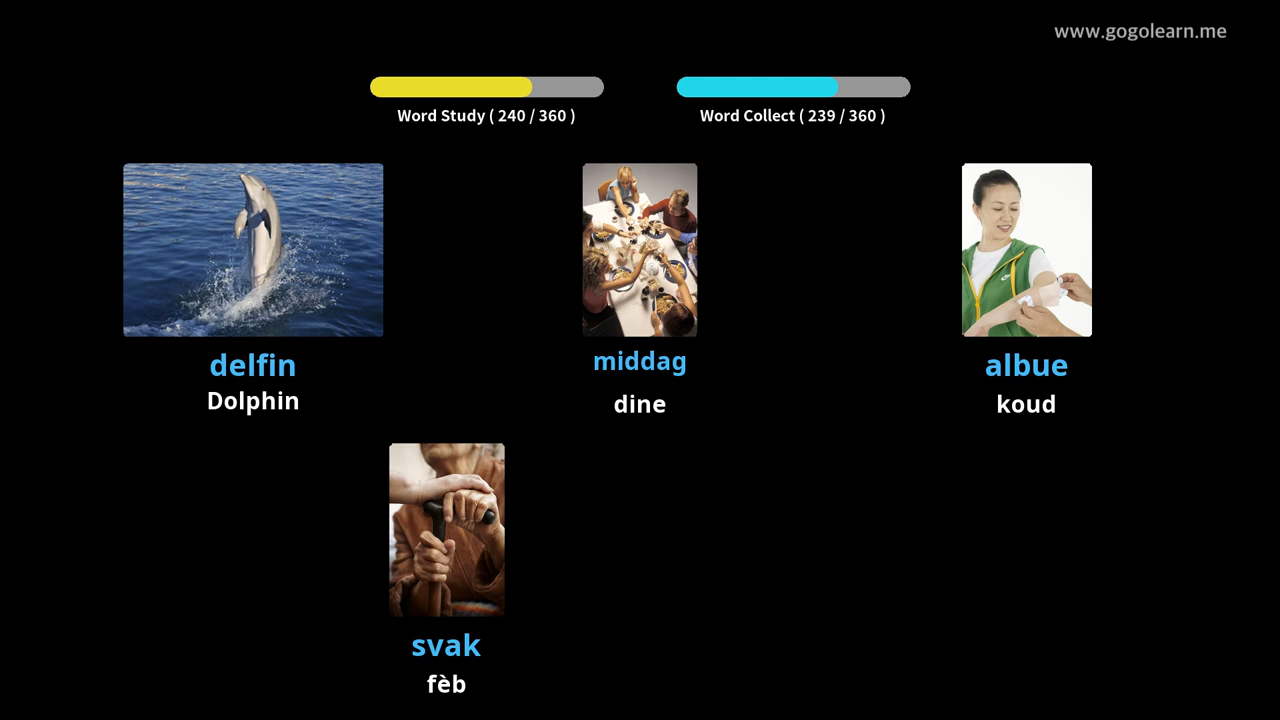 www.gogolearn.me
Word Study ( 240 / 360 )
Word Collect ( 239 / 360 )
delfin
Dolphin
middag
dine
albue
koud
svak
fèb